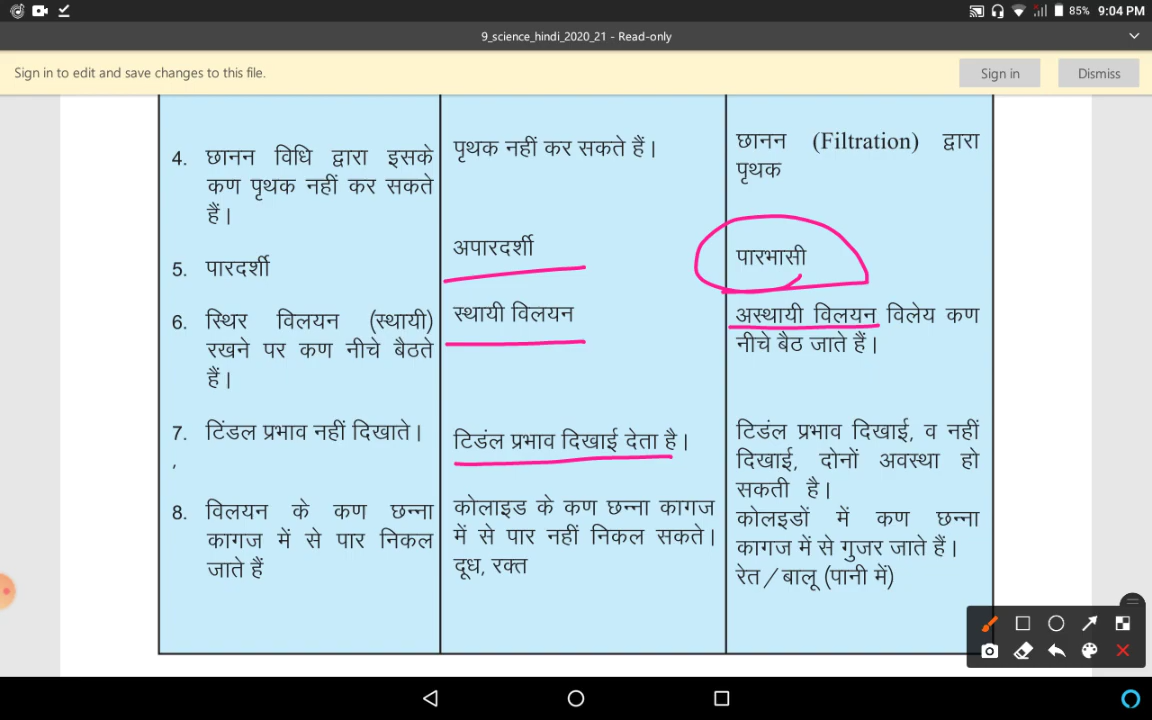 85% 9:04 PM
9_science_hindi_2020_21 - Read-only
Sign in to edit and save changes to this file.
Sign in
Dismiss
4. छानन विधि द्वारा इसके
कण पृथक नहीं कर सकते
हैं।
5. पारदर्शी
6. स्थिर विलयन (स्थायी)
रखने पर कण नीचे बैठते
हैं।
7. टिंडल प्रभाव नहीं दिखाते।
,
8. विलयन के कण छन्ना
कागज में से पार निकल
जाते हैं
पृथक नहीं कर सकते हैं।
अपारदर्शी
स्थायी विलयन
टिडंल प्रभाव दिखाई देता है।
कोलाइड के कण छन्ना कागज
में से पार नहीं निकल सकते।
दूध, रक्त
छानन (Filtration) द्वारा
पृथक
पारभासी
अस्थायी विलयन विलेय कण
नीचे बैठ जाते हैं।
टिडंल प्रभाव दिखाई, व नहीं
दिखाई, दोनों अवस्था हो
सकती है।
कोलइडों में कण छन्ना
कागज में से गुजर जाते हैं।
रेत/बालू (पानी में)